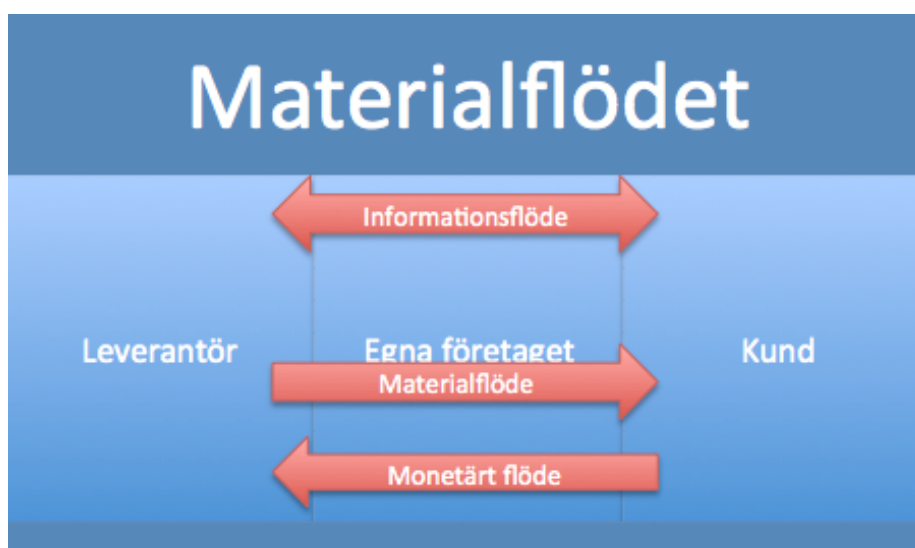 Materialflödet
Informationsflöde
Leverantör
Egna företaget
Kund
Materialflöde
Monetärt flöde